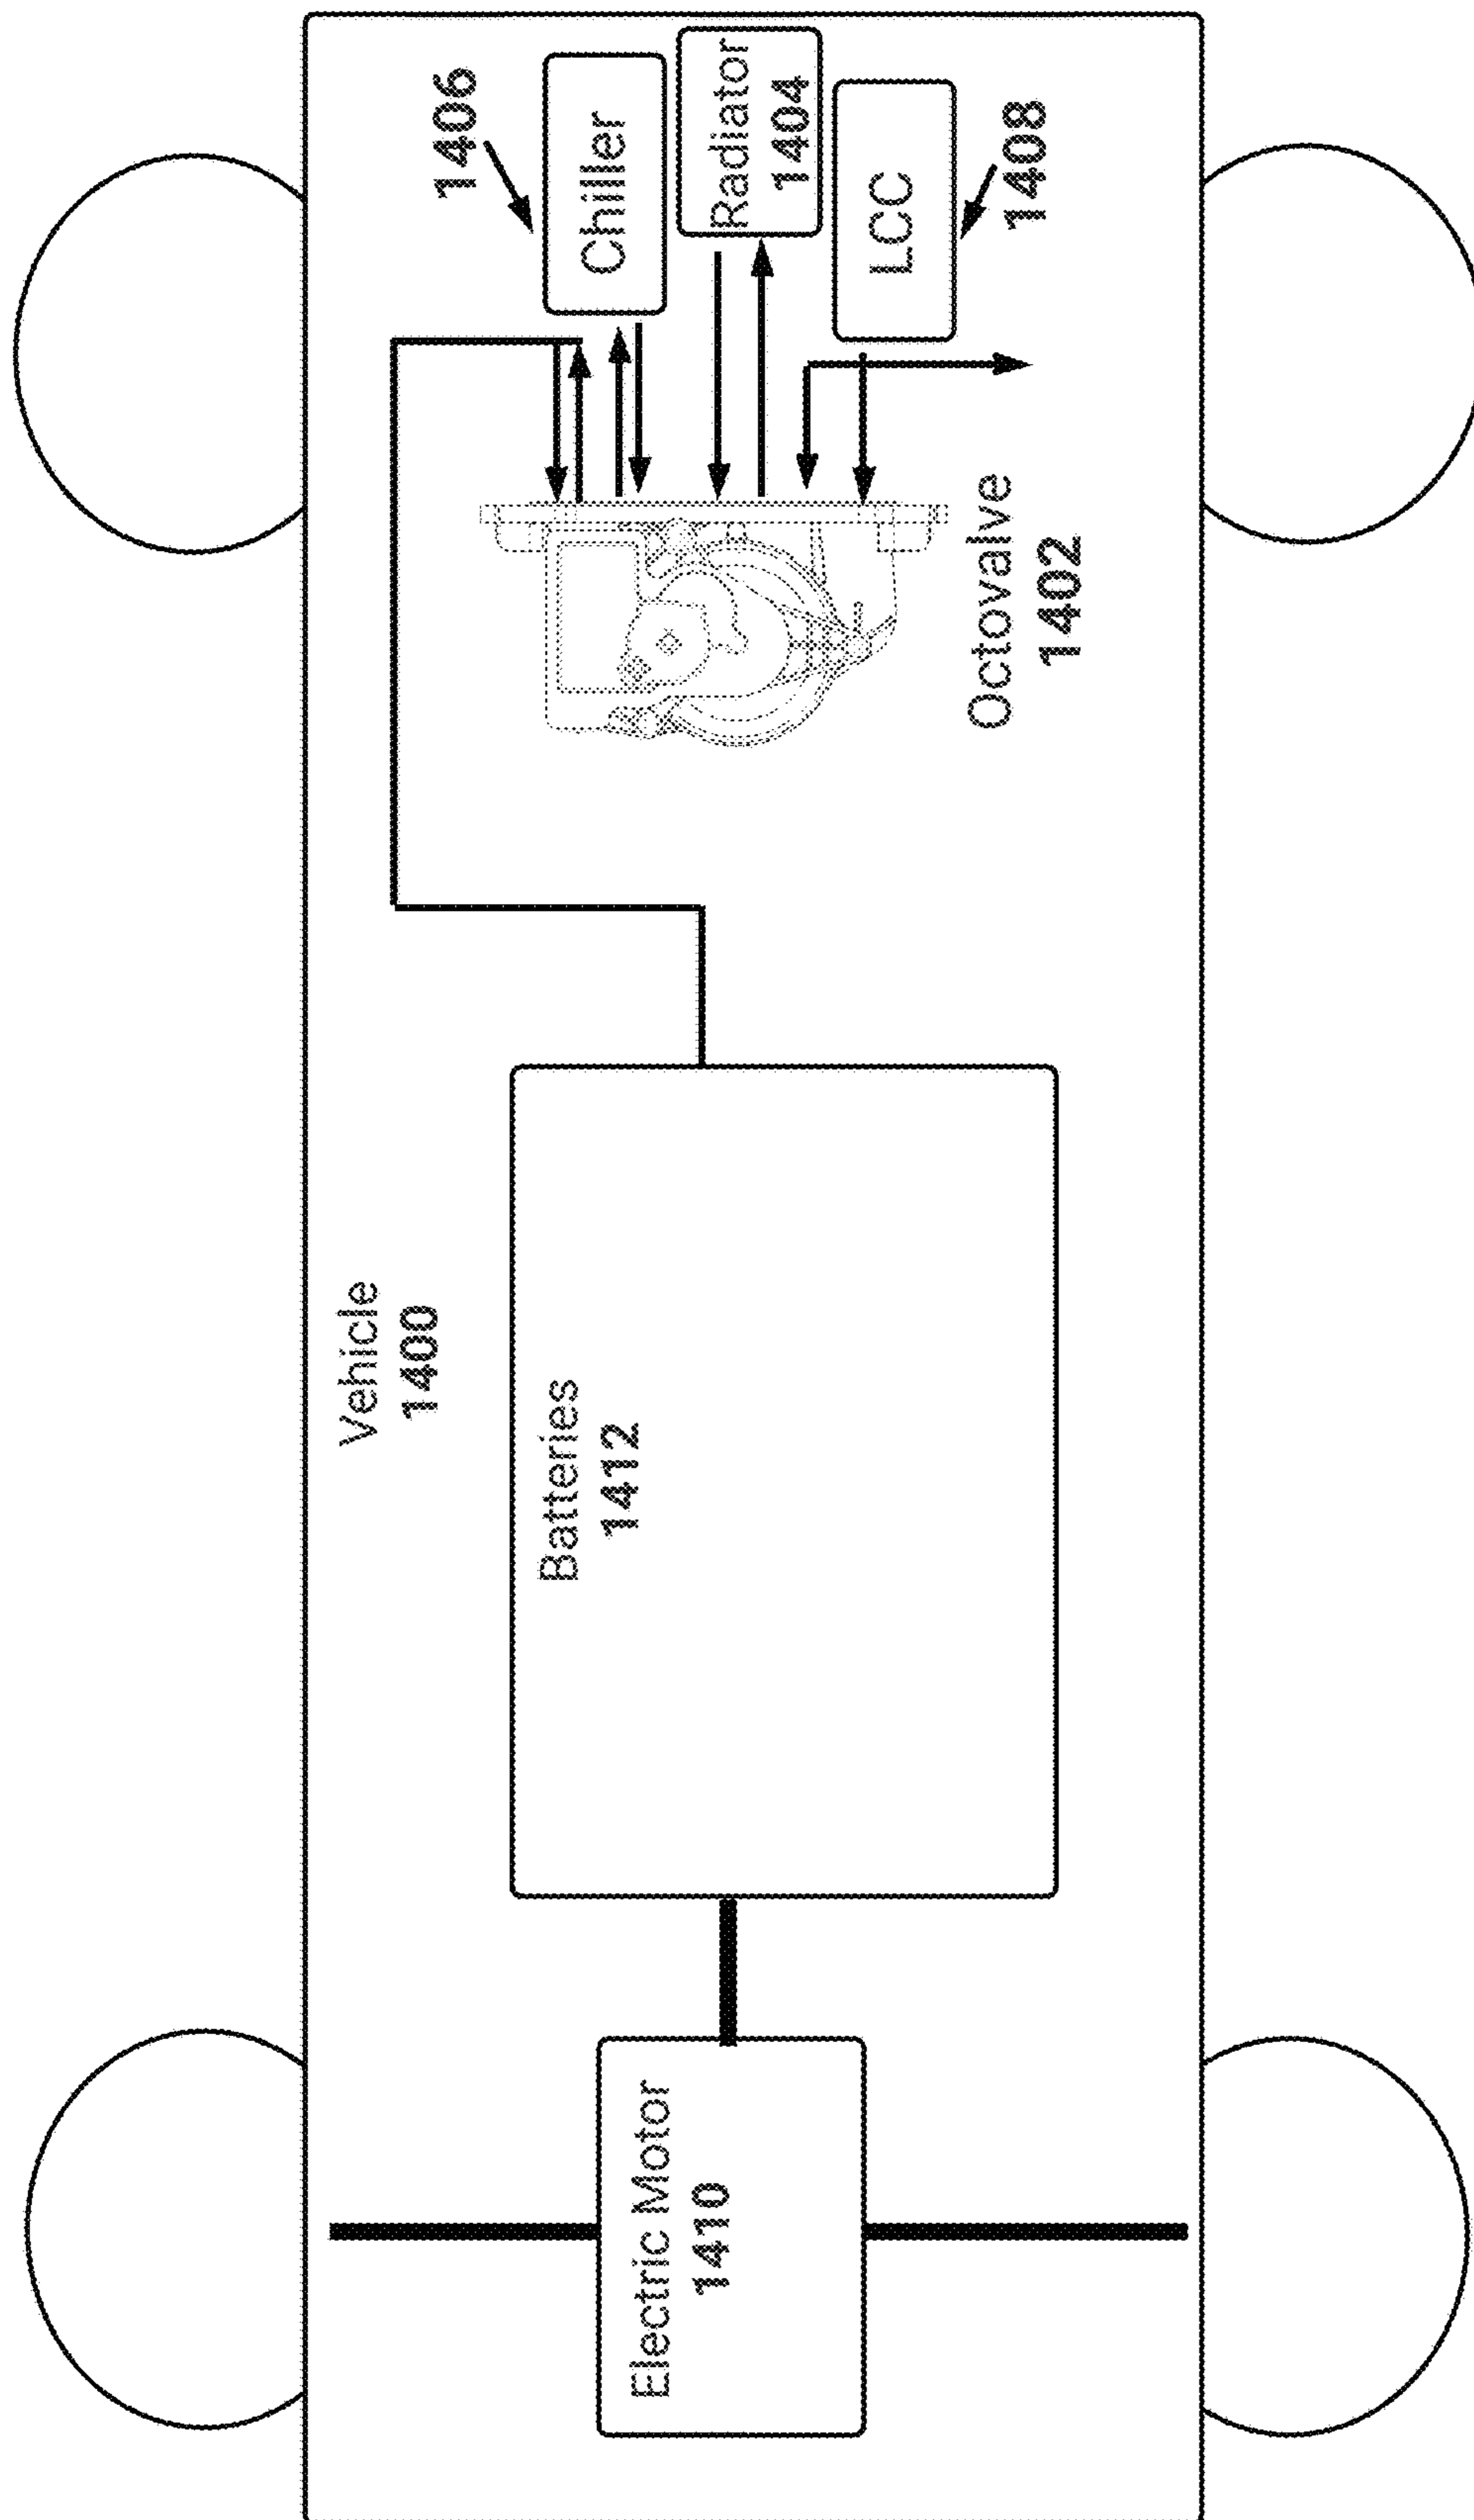 Vehicle
1400
Batteries
1412
Electric Motor
1410
Octovalve
1402
1406
Chiller
Radiator
1404
LCC
1408